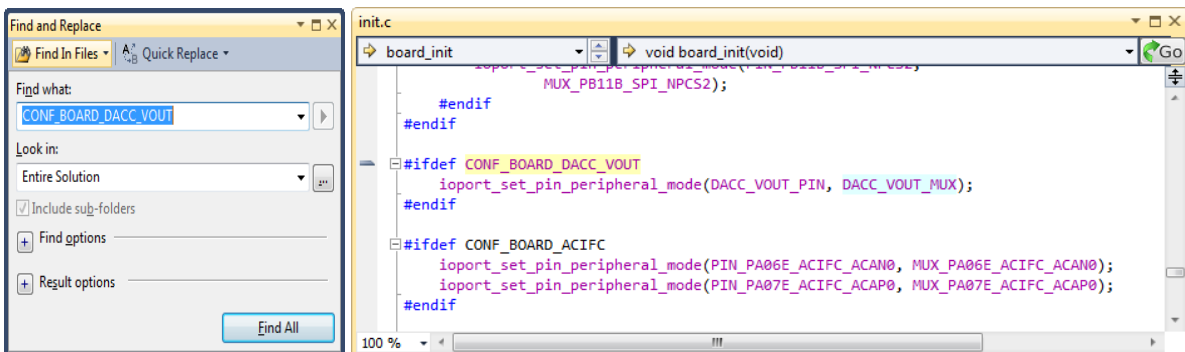 Find and Replace
Find In Files
Quick Replace
Find what:
CONF_BOARD_DACC_VOUT
Look in:
Entire Solution
...
Include sub-folders
Find options
Result options
Find All
init.c
board_init
void board_init(void)
Go
ioport_set_pin_peripheral_mode(PIN_PB11B_SPI_NPCS2,
MUX_PB11B_SPI_NPCS2);
#endif
#endif
#ifdef CONF_BOARD_DACC_VOUT
ioport_set_pin_peripheral_mode(DACC_VOUT_PIN, DACC_VOUT_MUX);
#endif
#ifdef CONF_BOARD_ACIFC
ioport_set_pin_peripheral_mode(PIN_PA06E_ACIFC_ACAN0, MUX_PA06E_ACIFC_ACAN0);
ioport_set_pin_peripheral_mode(PIN_PA07E_ACIFC_ACAP0, MUX_PA07E_ACIFC_ACAP0);
#endif
100 %